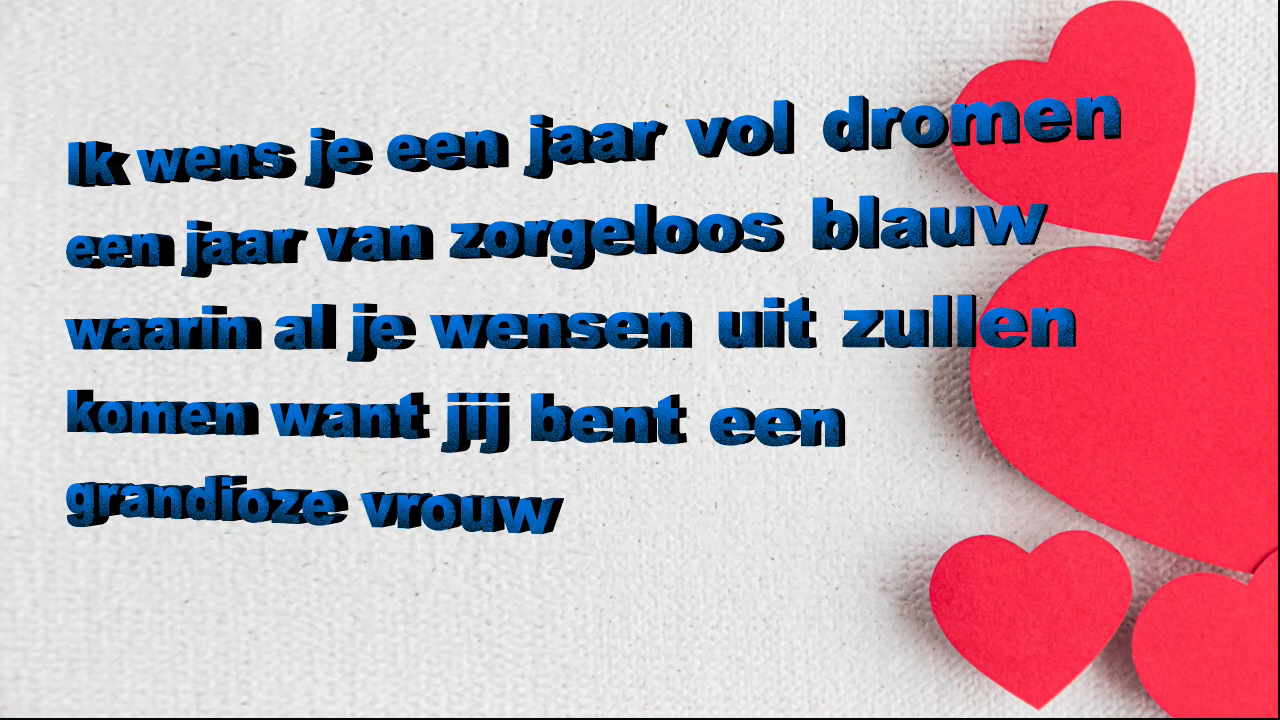 Ik wens je een jaar vol dromen
een jaar van zorgeloos blauw
waarin al je wensen uit zullen
komen want jij bent een
grandioze vrouw